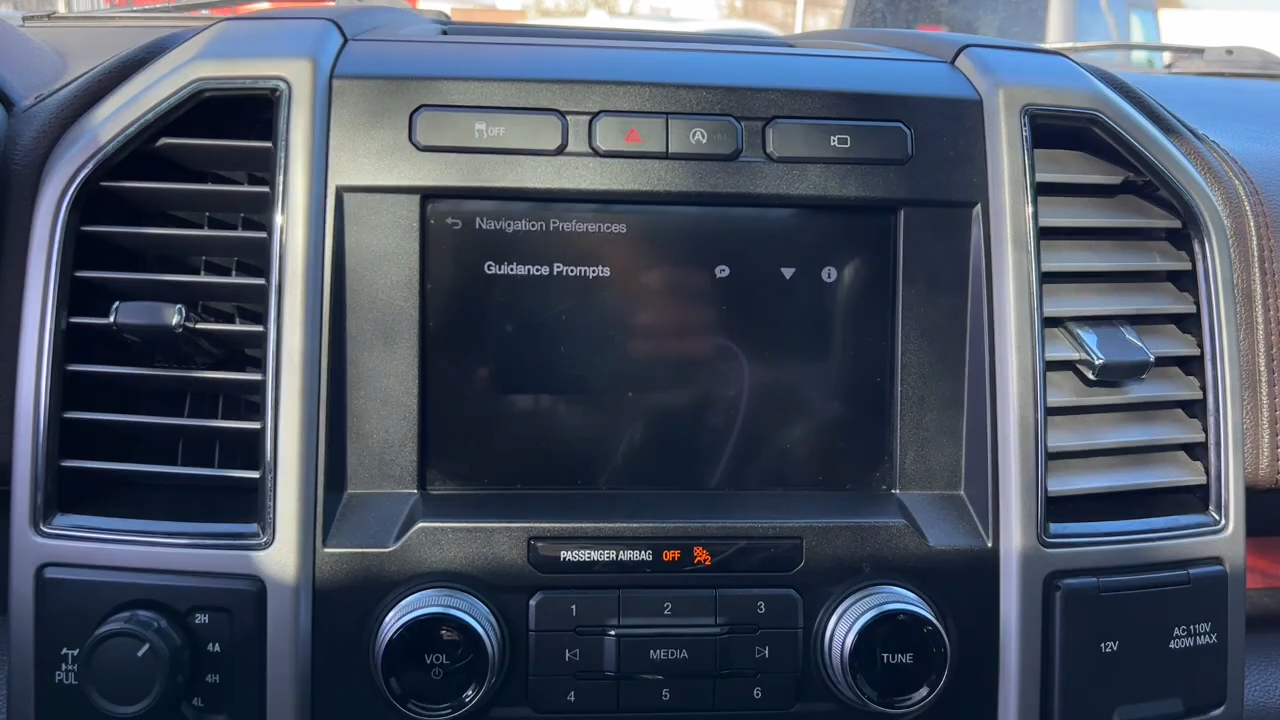 OFF
A
Navigation Preferences
Guidance Prompts
i
PASSENGER AIRBAG OFF 2
1 2 3
MEDIA
4 5 6
VOL
TUNE
2H
4A
4H
4L
PUL
12V
AC 110V
400W MAX